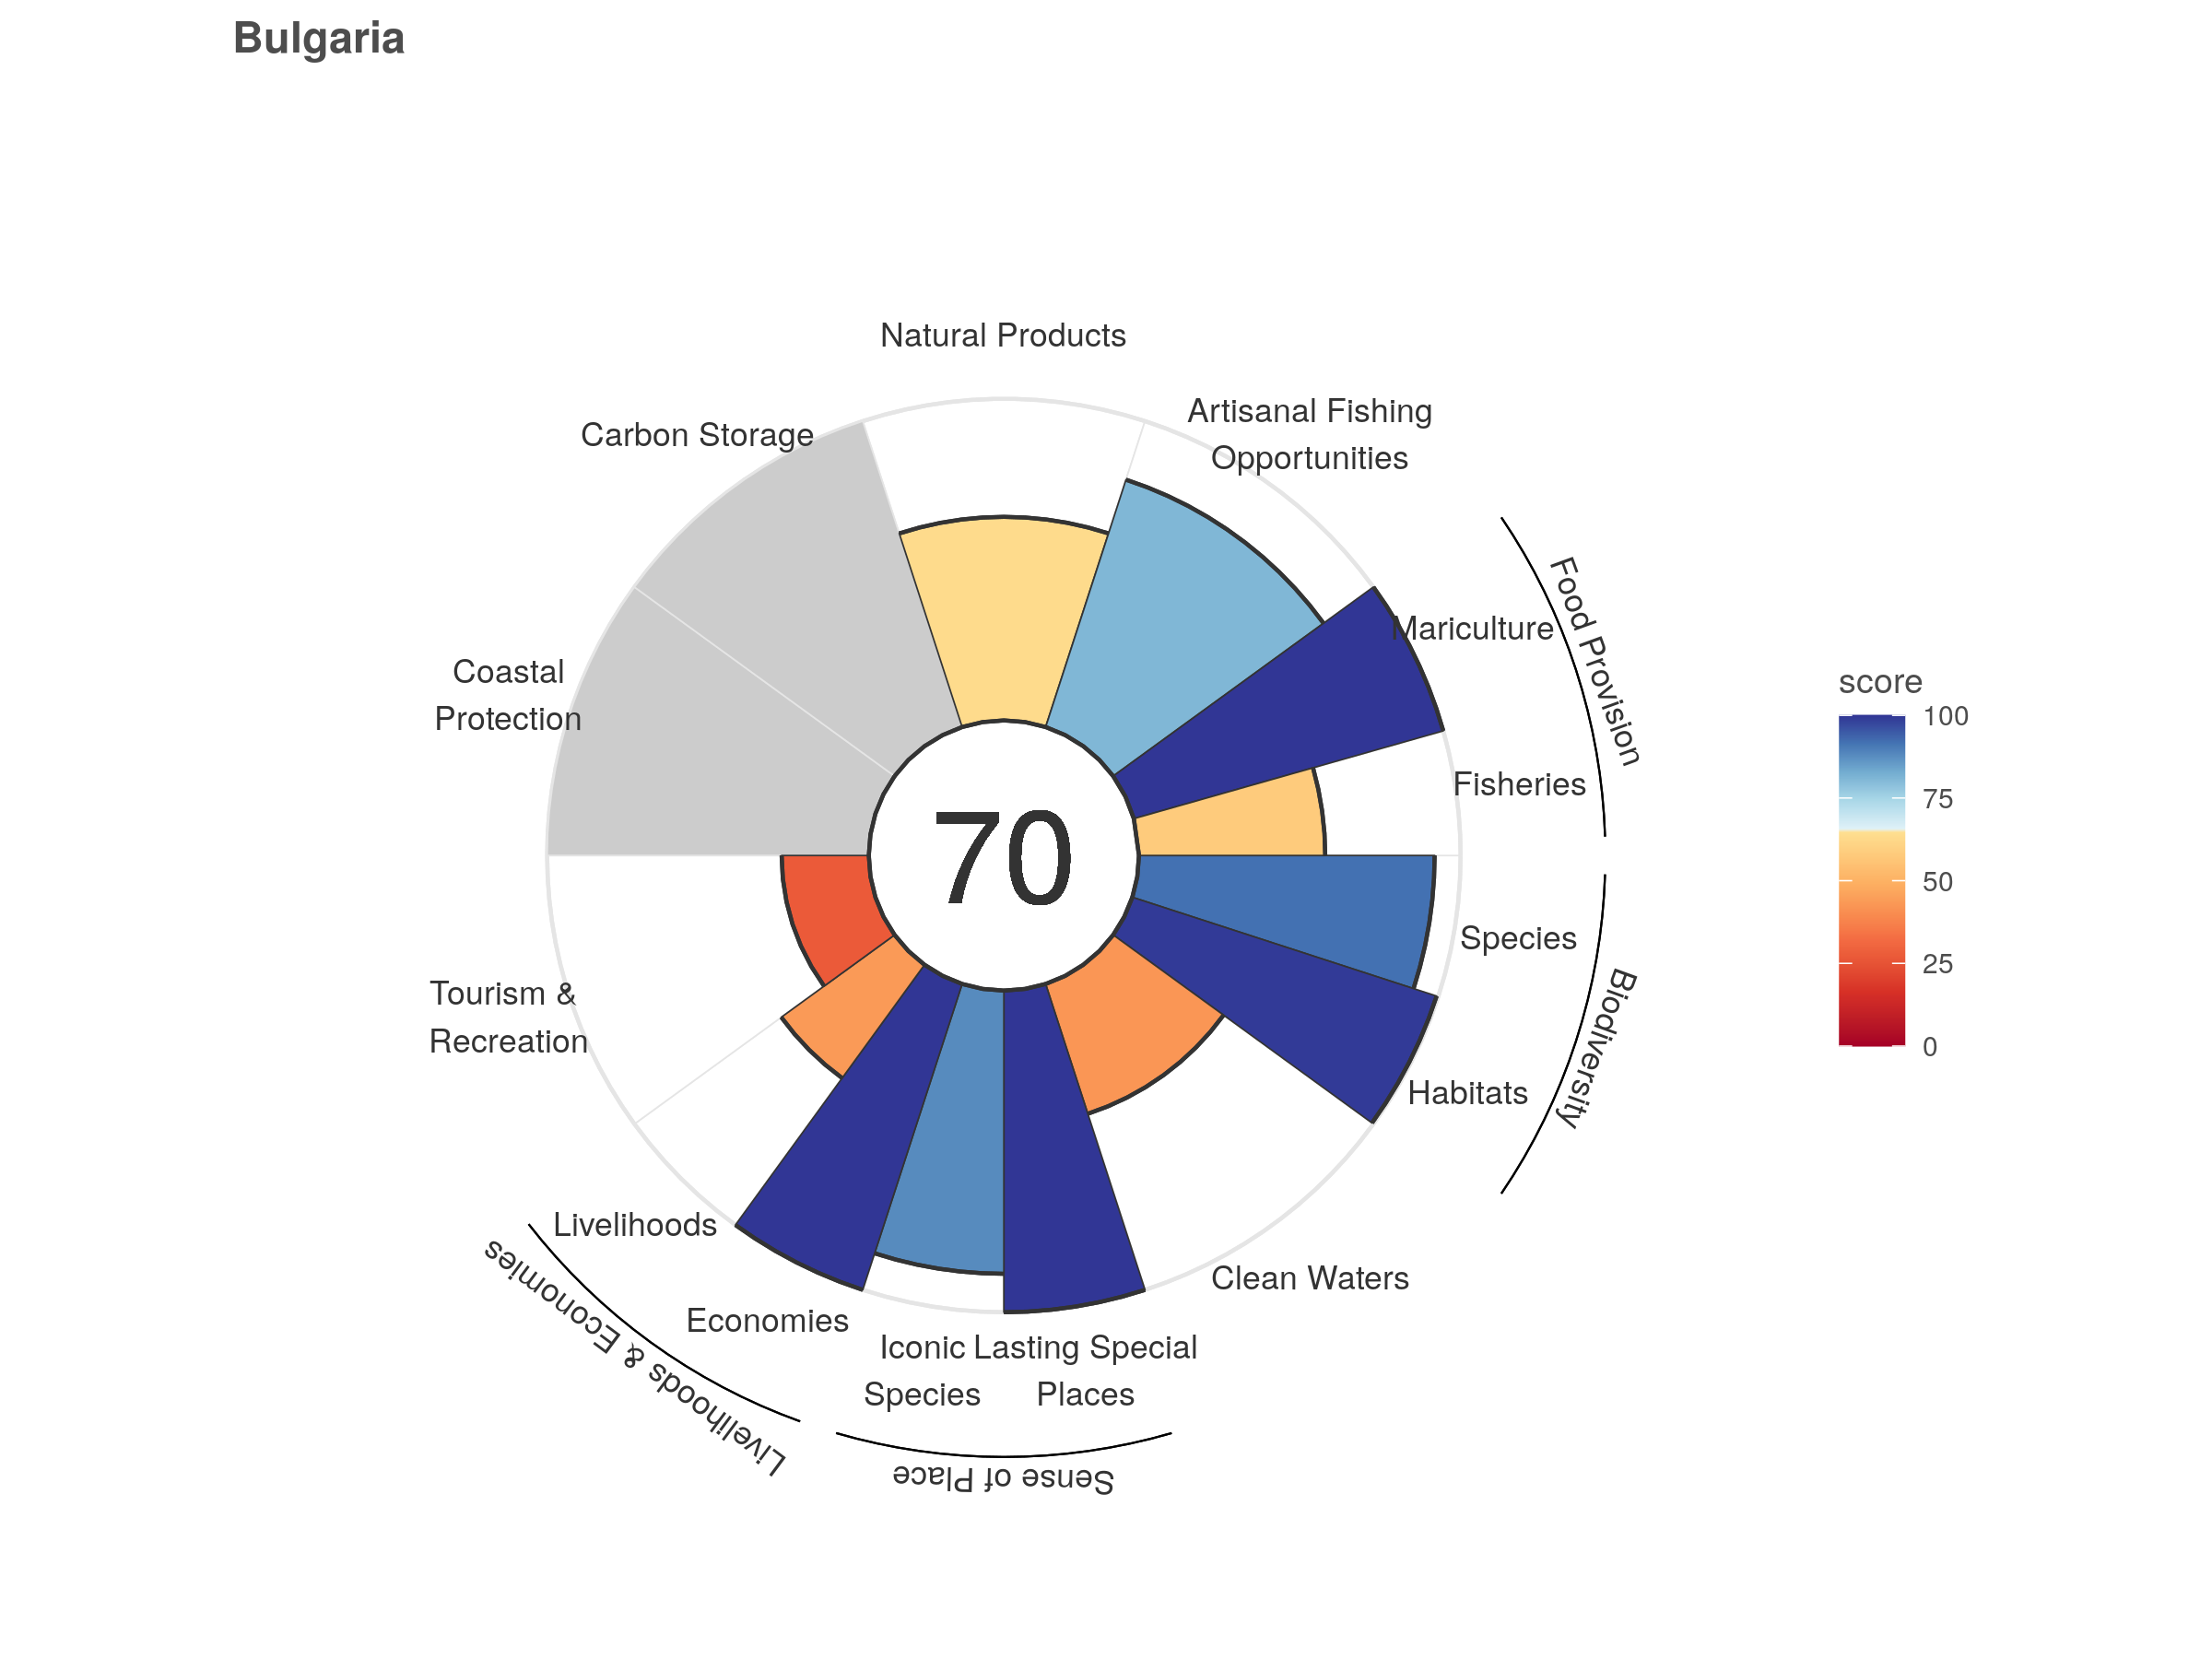 Bulgaria
Natural Products
Artisanal Fishing
Opportunities
Carbon Storage
Mariculture
Food Provision
Coastal
Protection
Fisheries
70
Species
Biodiversity
Tourism &
Recreation
Habitats
Livelihoods
Clean Waters
Economies
Livelihoods & Economies
Iconic
Species
Lasting Special
Places
Sense of Place
score
100
75
50
25
0